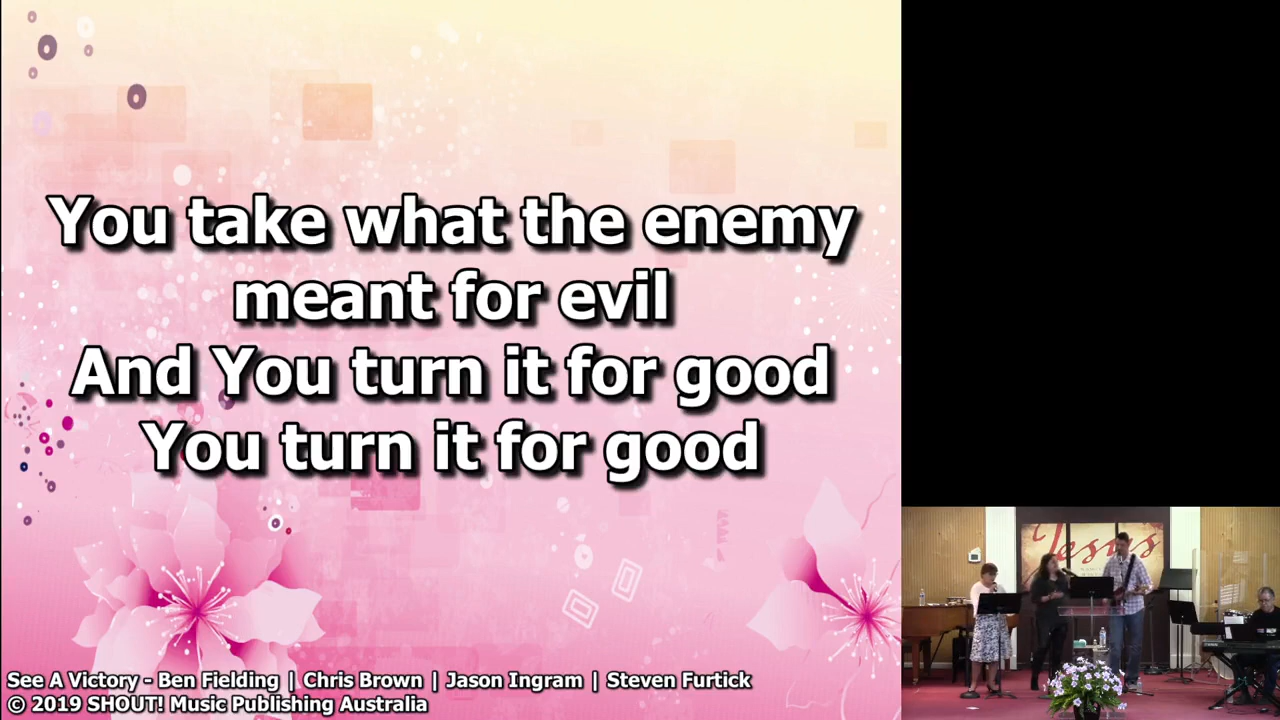 You take what the enemy
meant for evil
And You turn it for good
You turn it for good
See A Victory - Ben Fielding | Chris Brown | Jason Ingram | Steven Furtick
© 2019 SHOUT! Music Publishing Australia
Jesus